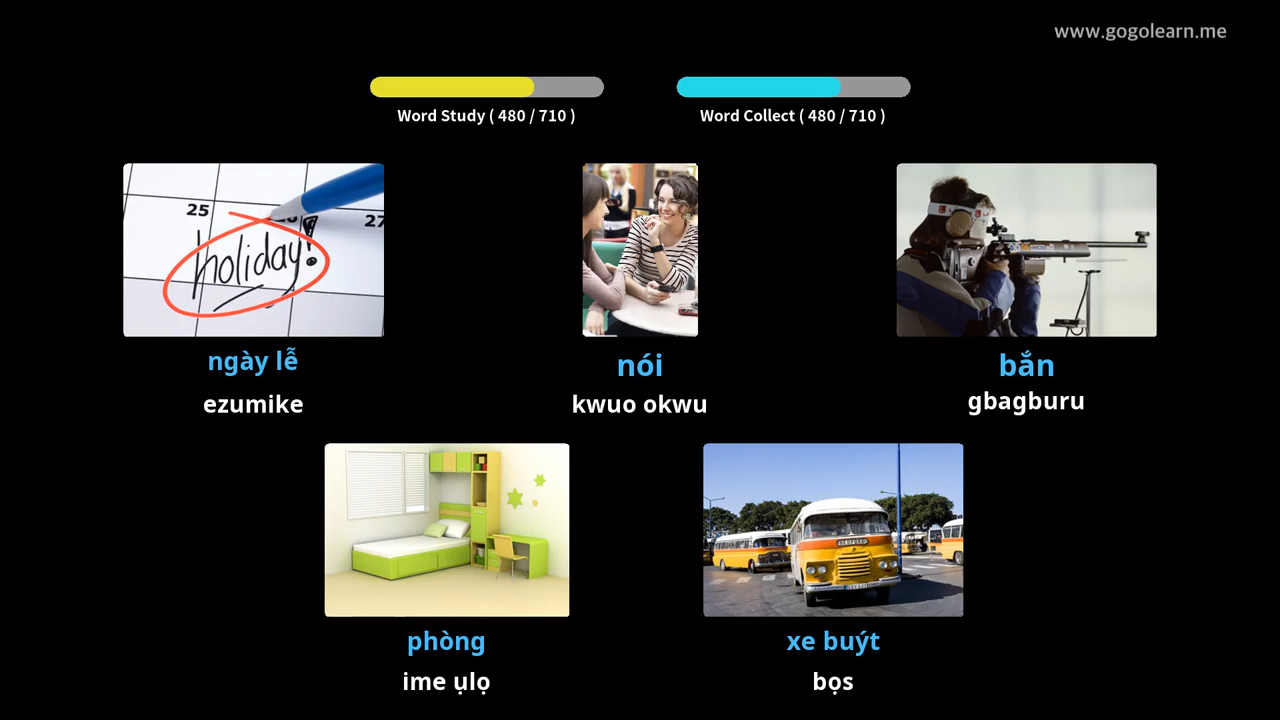 www.gogolearn.me
Word Study ( 480 / 710 )
Word Collect ( 480 / 710 )
25
27
holiday!
BEDFORD
ngày lễ
nói
bắn
ezumike
kwuo okwu
gbagburu
phòng
xe buýt
ime ụlọ
bọs